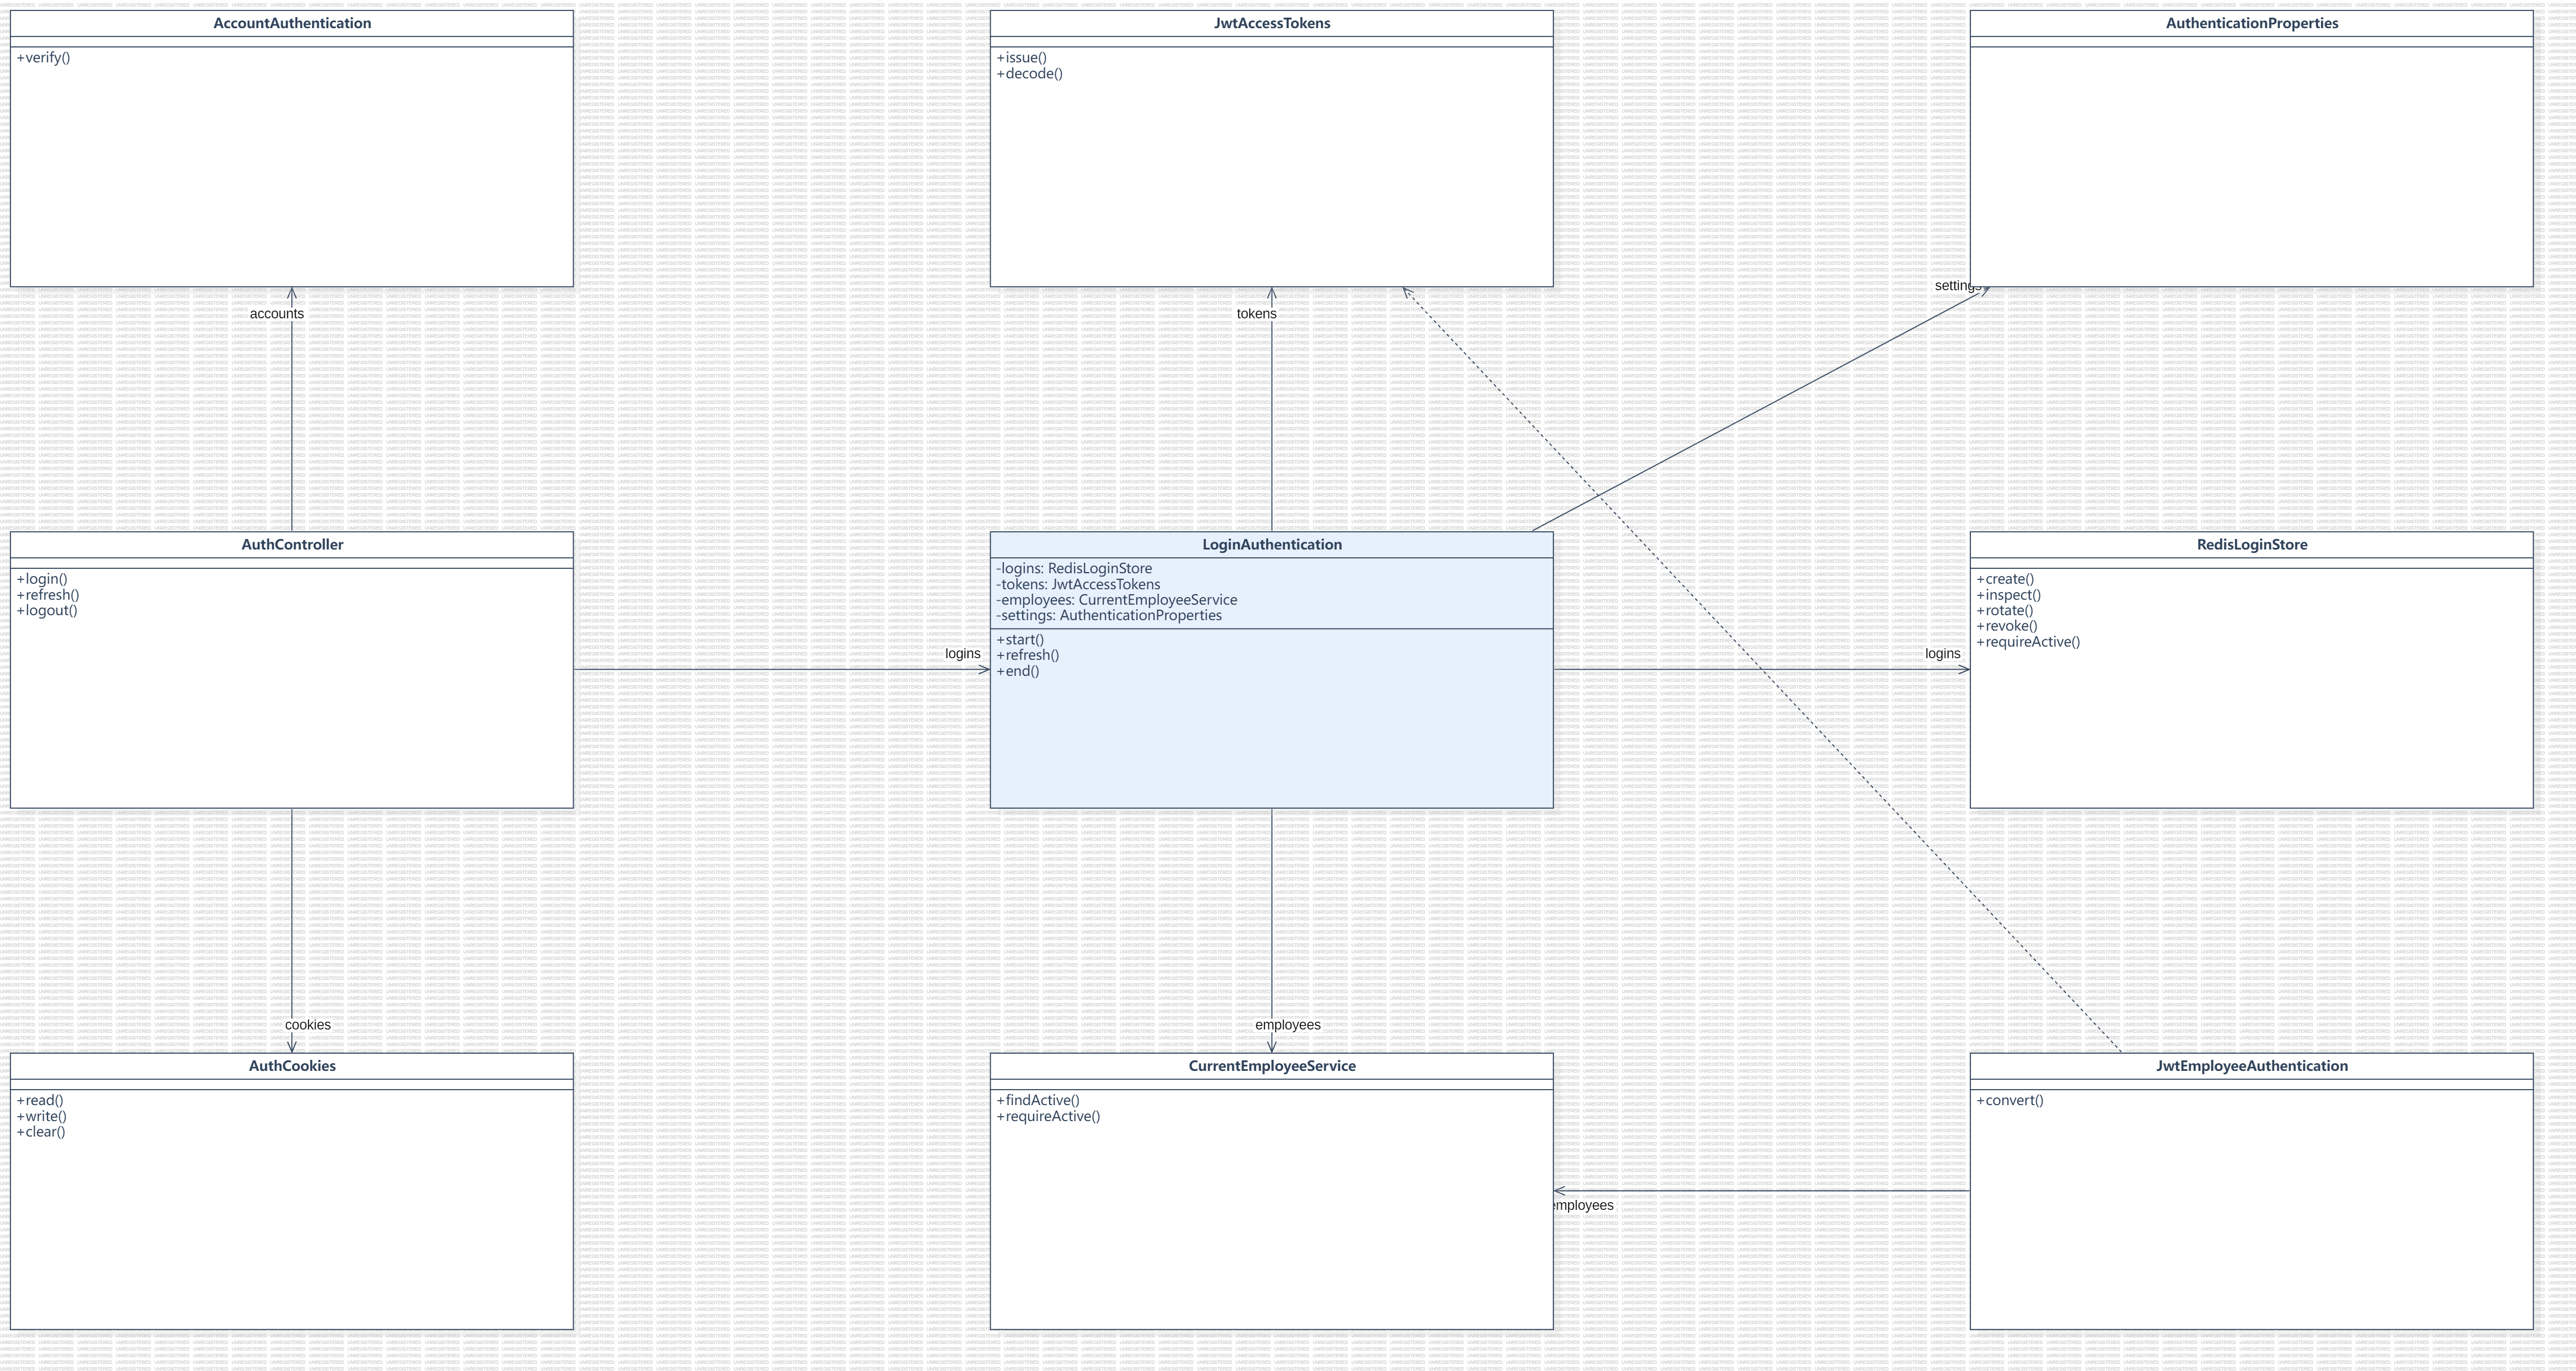 AccountAuthentication
+verify()
JwtAccessTokens
+issue()
+decode()
AuthenticationProperties
accounts
tokens
settings
AuthController
+login()
+refresh()
+logout()
logins
LoginAuthentication
-logins: RedisLoginStore
-tokens: JwtAccessTokens
-employees: CurrentEmployeeService
-settings: AuthenticationProperties
+start()
+refresh()
+end()
logins
RedisLoginStore
+create()
+inspect()
+rotate()
+revoke()
+requireActive()
cookies
employees
AuthCookies
+read()
+write()
+clear()
CurrentEmployeeService
+findActive()
+requireActive()
employees
JwtEmployeeAuthentication
+convert()
UNREGISTERED